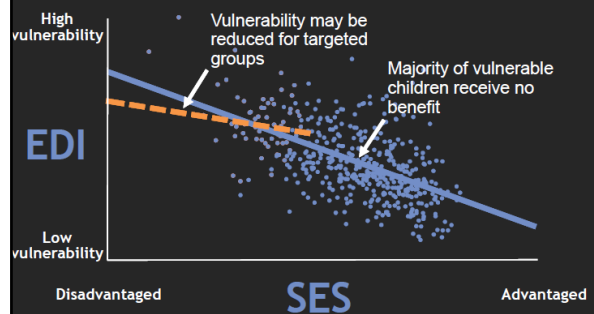 High
vulnerability
Vulnerability may be
reduced for targeted
groups
Majority of vulnerable
children receive no
benefit
EDI
Low
vulnerability
Disadvantaged
SES
Advantaged